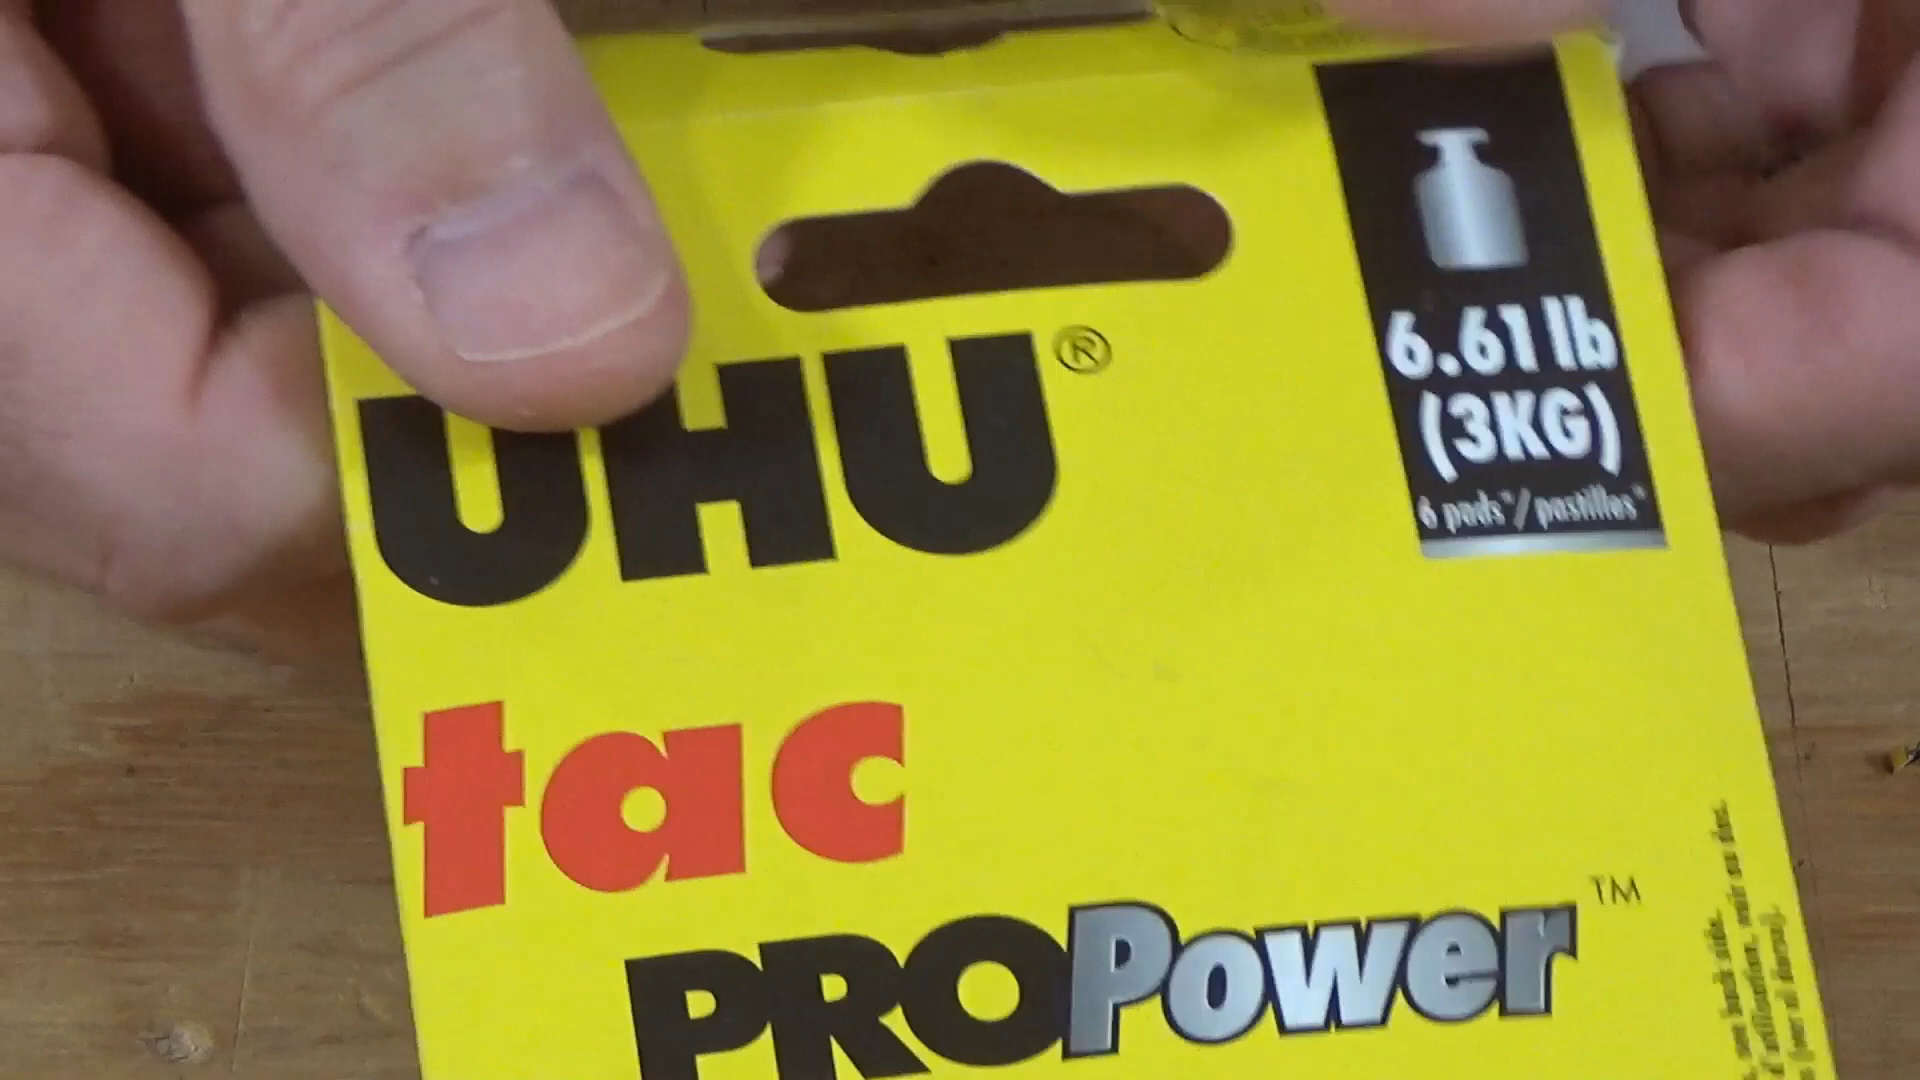 UHU®
6.61 lb
(3KG)
6 pads*/pastilles*
tac
PROPower™